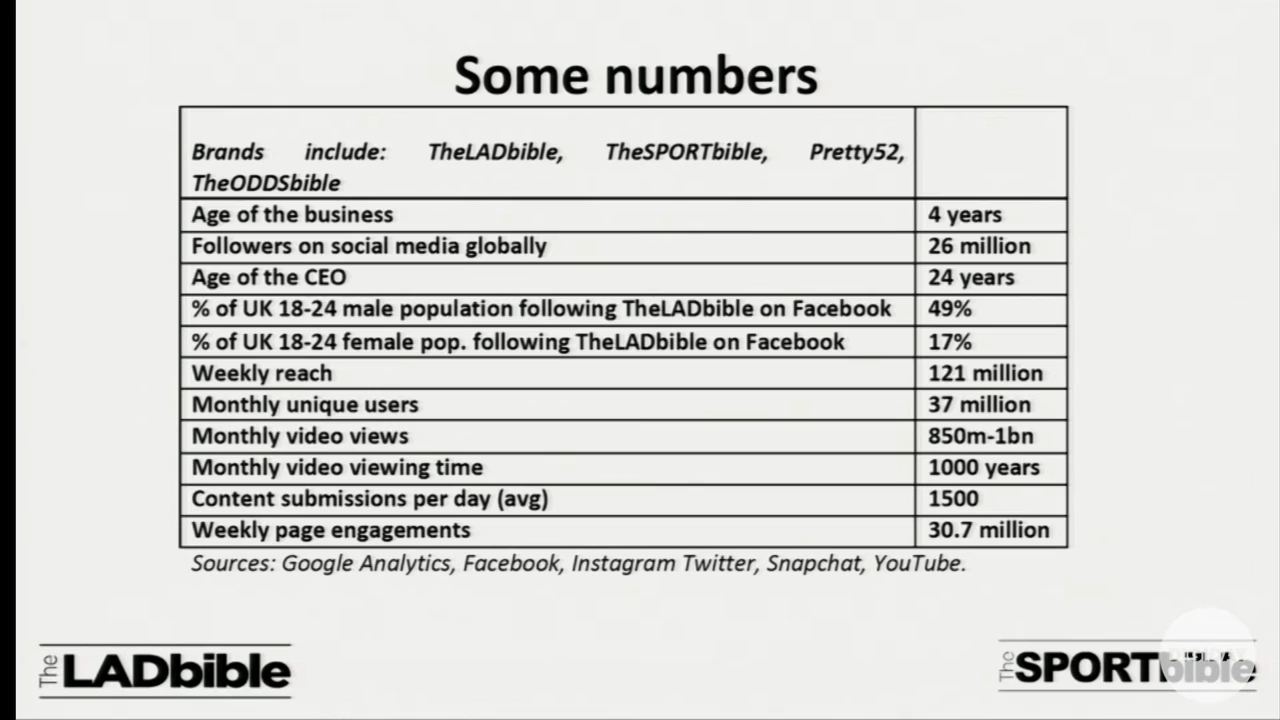 Some numbers
Brands include: TheLADbible, TheSPORTbible, Pretty52,
TheODDSbible
Age of the business 4 years
Followers on social media globally 26 million
Age of the CEO 24 years
% of UK 18-24 male population following TheLADbible on Facebook 49%
% of UK 18-24 female pop. following TheLADbible on Facebook 17%
Weekly reach 121 million
Monthly unique users 37 million
Monthly video views 850m-1bn
Monthly video viewing time 1000 years
Content submissions per day (avg) 1500
Weekly page engagements 30.7 million
Sources: Google Analytics, Facebook, Instagram Twitter, Snapchat, YouTube.
The LADbible
The SPORTbible